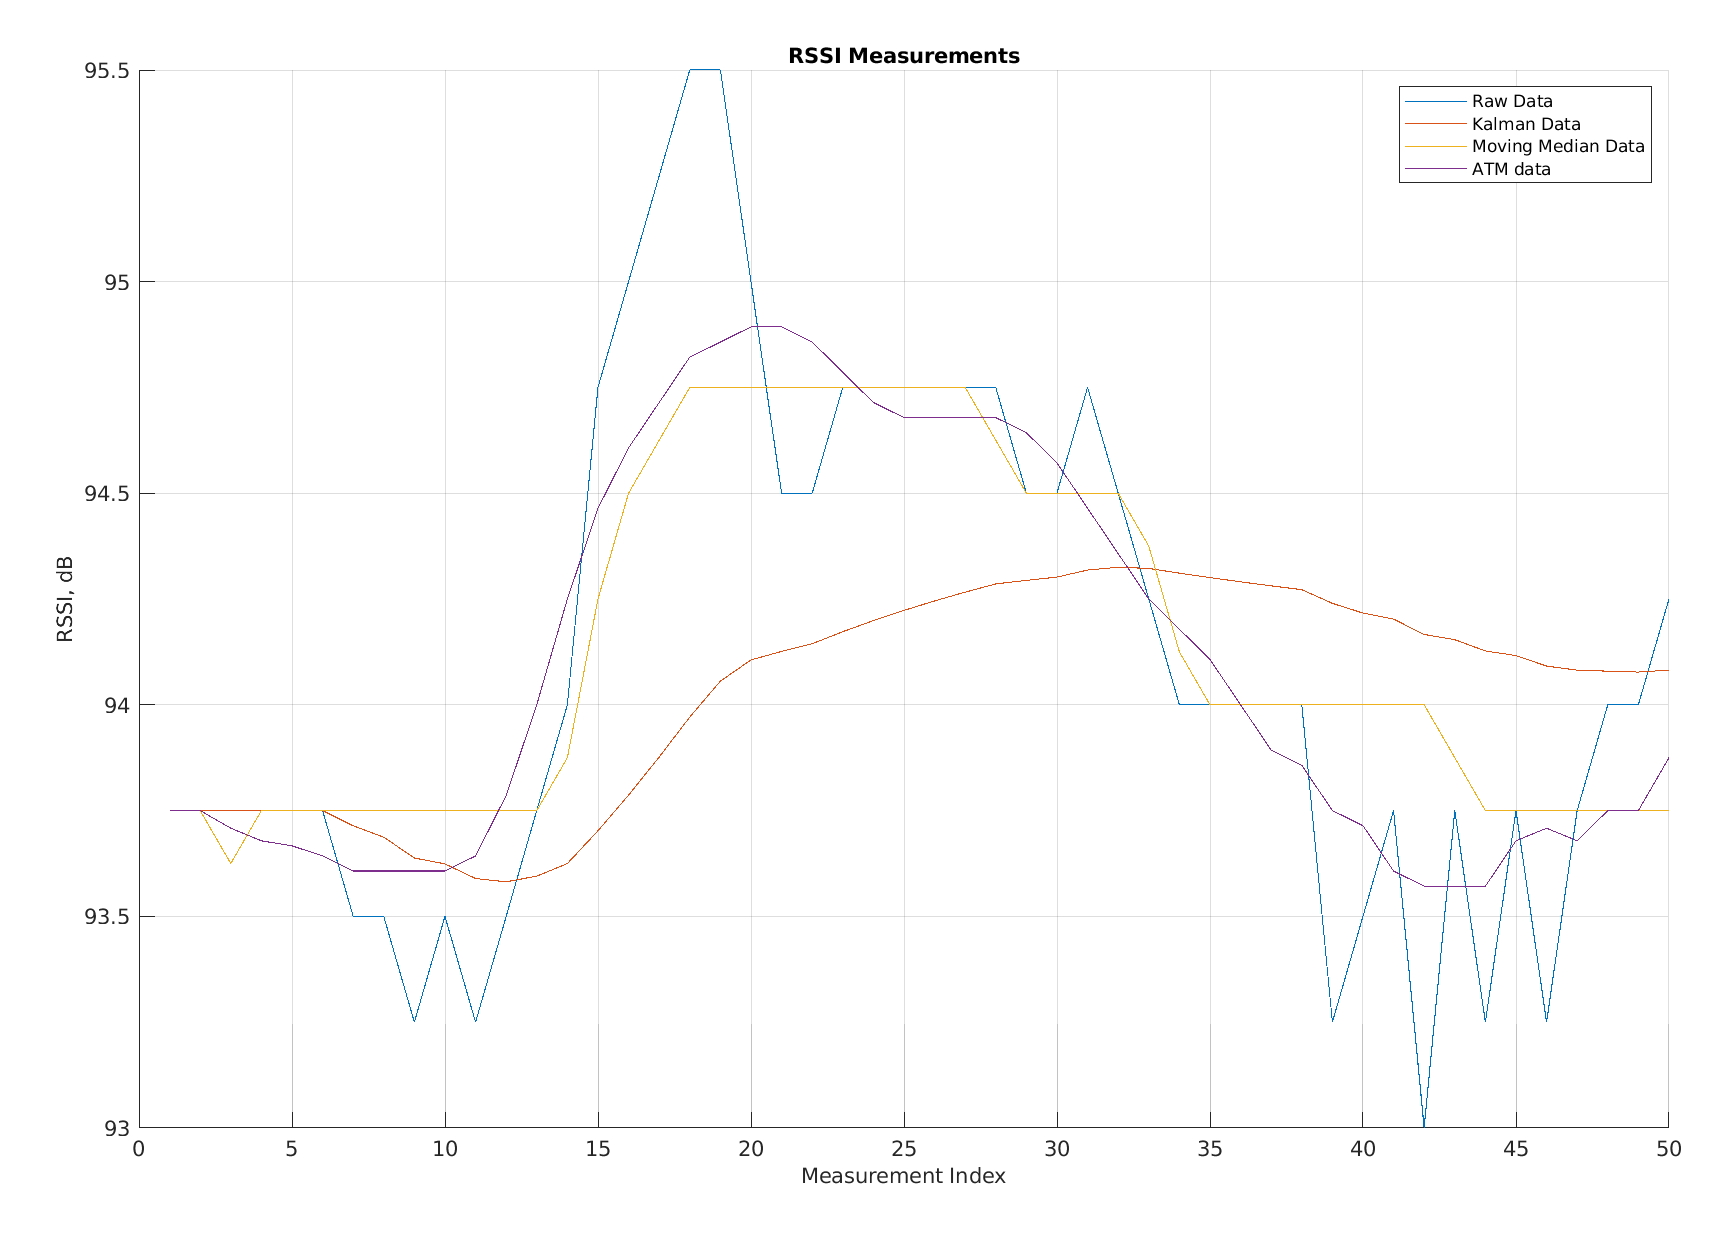 RSSI Measurements
95.5
95
94.5
94
93.5
93
RSSI, dB
Raw Data
Kalman Data
Moving Median Data
ATM data
0 5 10 15 20 25 30 35 40 45 50
Measurement Index